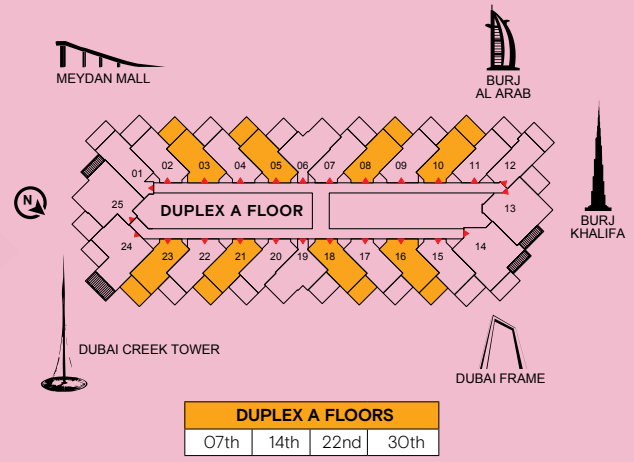 MEYDAN MALL
BURJ
AL ARAB
01 02 03 04 05 06 07 08 09 10 11 12
N
25
DUPLEX A FLOOR
13
BURJ
KHALIFA
24 23 22 21 20 19 18 17 16 15 14
DUBAI CREEK TOWER
DUBAI FRAME
DUPLEX A FLOORS
07th 14th 22nd 30th